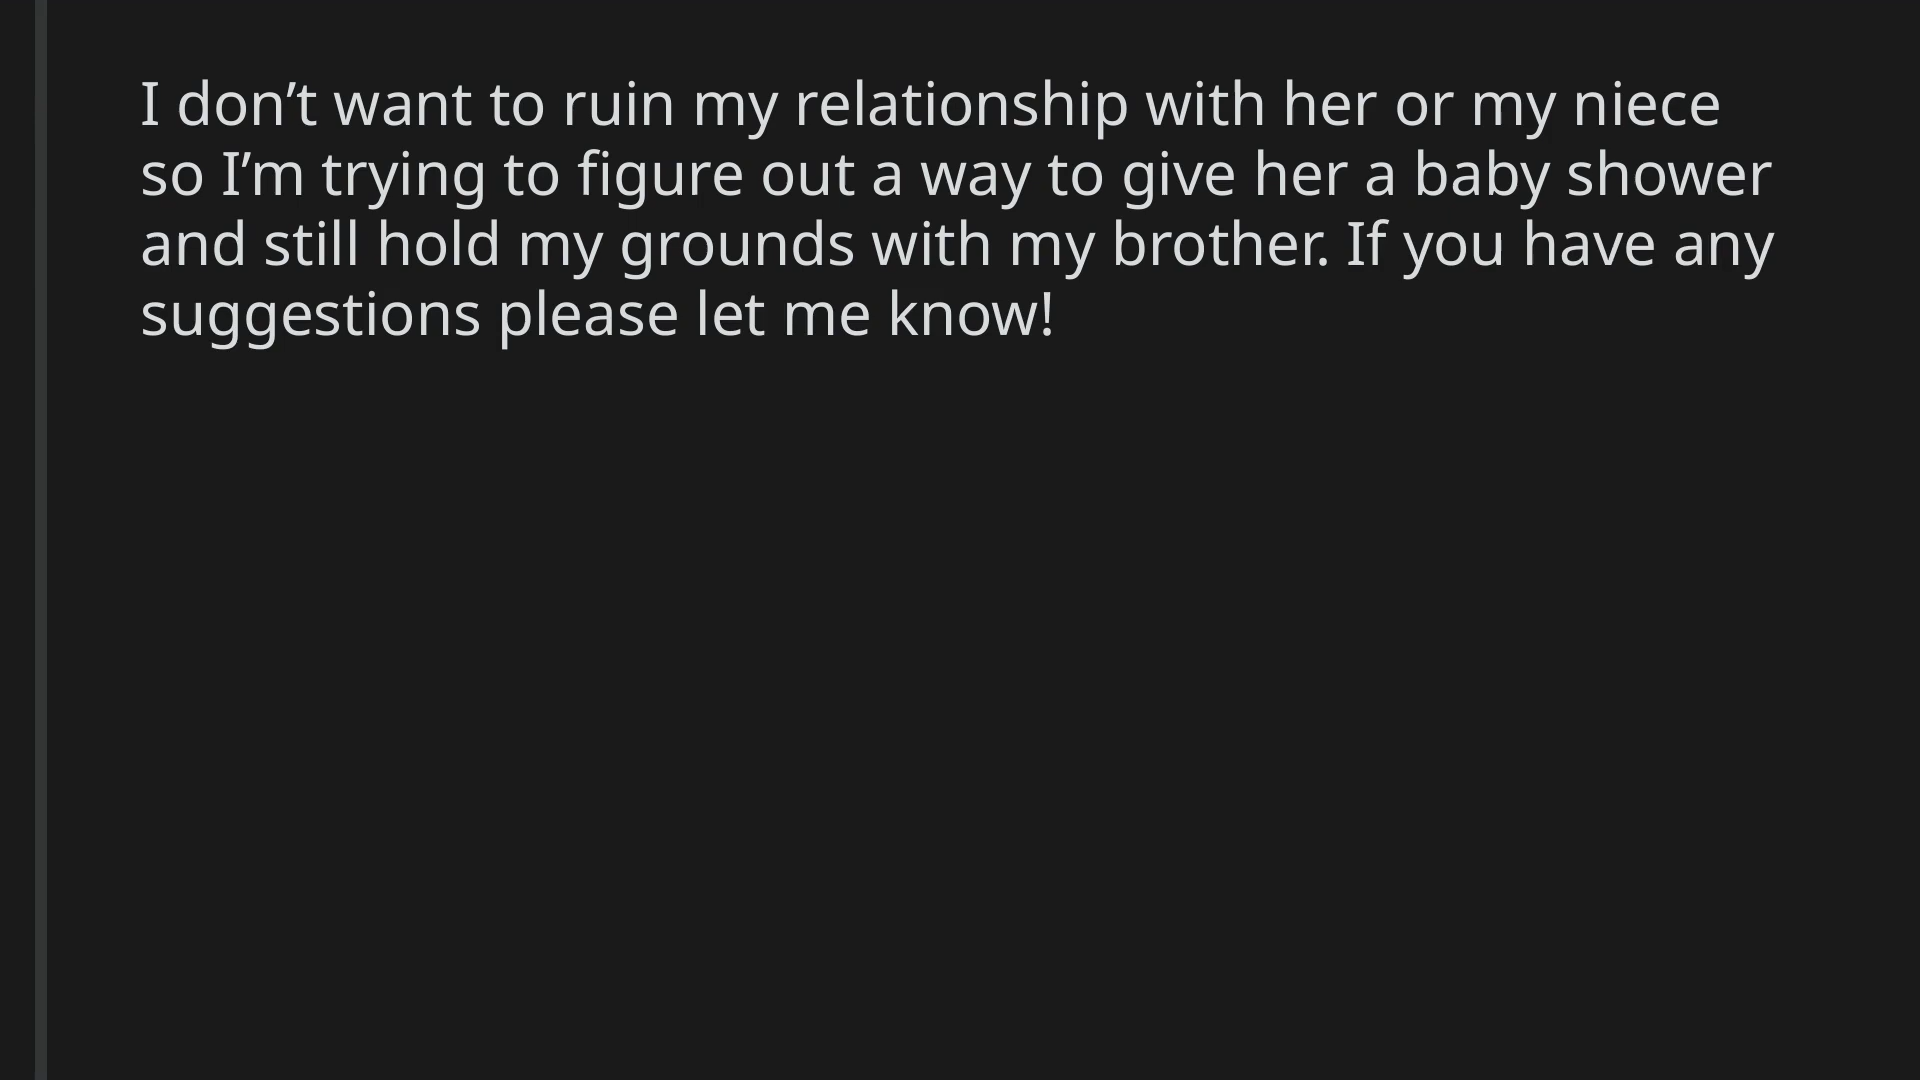 I don’t want to ruin my relationship with her or my niece
so I’m trying to figure out a way to give her a baby shower
and still hold my grounds with my brother. If you have any
suggestions please let me know!